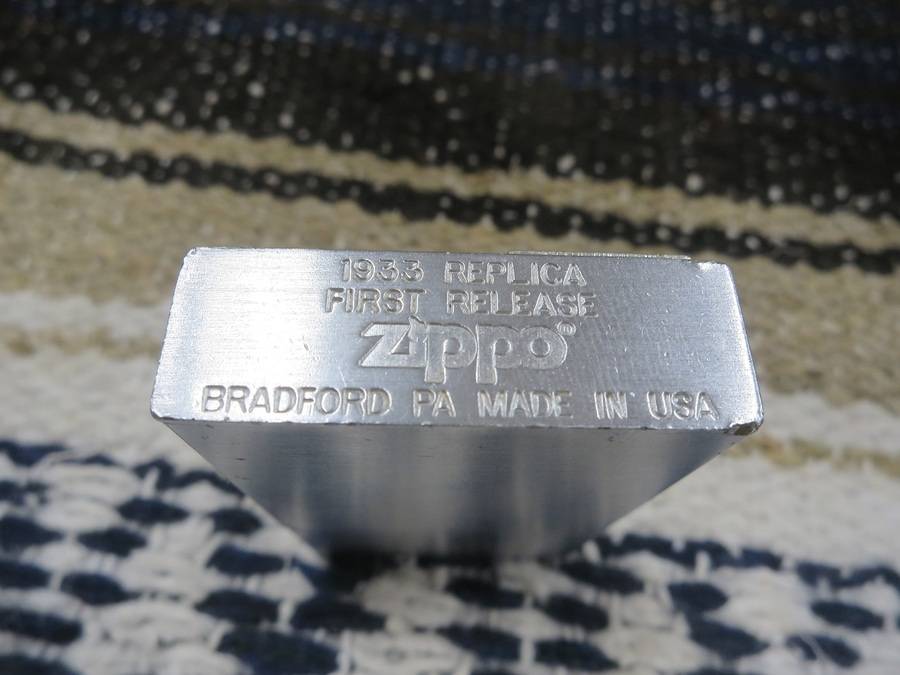 1933 REPLICA
FIRST RELEASE
zippo®
BRADFORD PA MADE IN USA